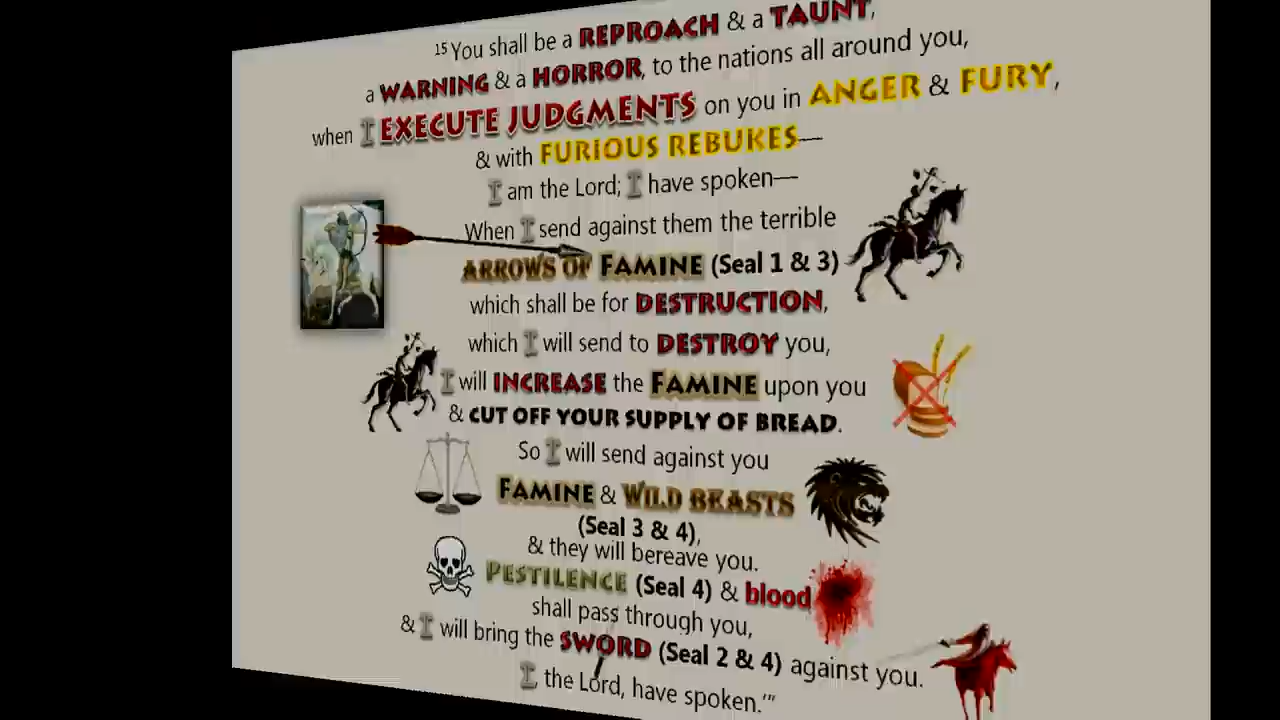 15 You shall be a REPROACH & a TAUNT,
a WARNING & a HORROR, to the nations all around you,
when I EXECUTE JUDGMENTS on you in ANGER & FURY,
& with FURIOUS REBUKES—
I am the Lord; I have spoken—
When I send against them the terrible
ARROWS OF FAMINE (Seal 1 & 3)
which shall be for DESTRUCTION,
which I will send to DESTROY you,
I will INCREASE the FAMINE upon you
& CUT OFF YOUR SUPPLY OF BREAD.
So I will send against you
FAMINE & WILD BEASTS
(Seal 3 & 4),
& they will bereave you.
PESTILENCE (Seal 4) & blood
shall pass through you,
& I will bring the SWORD (Seal 2 & 4) against you.
I the Lord, have spoken.’”